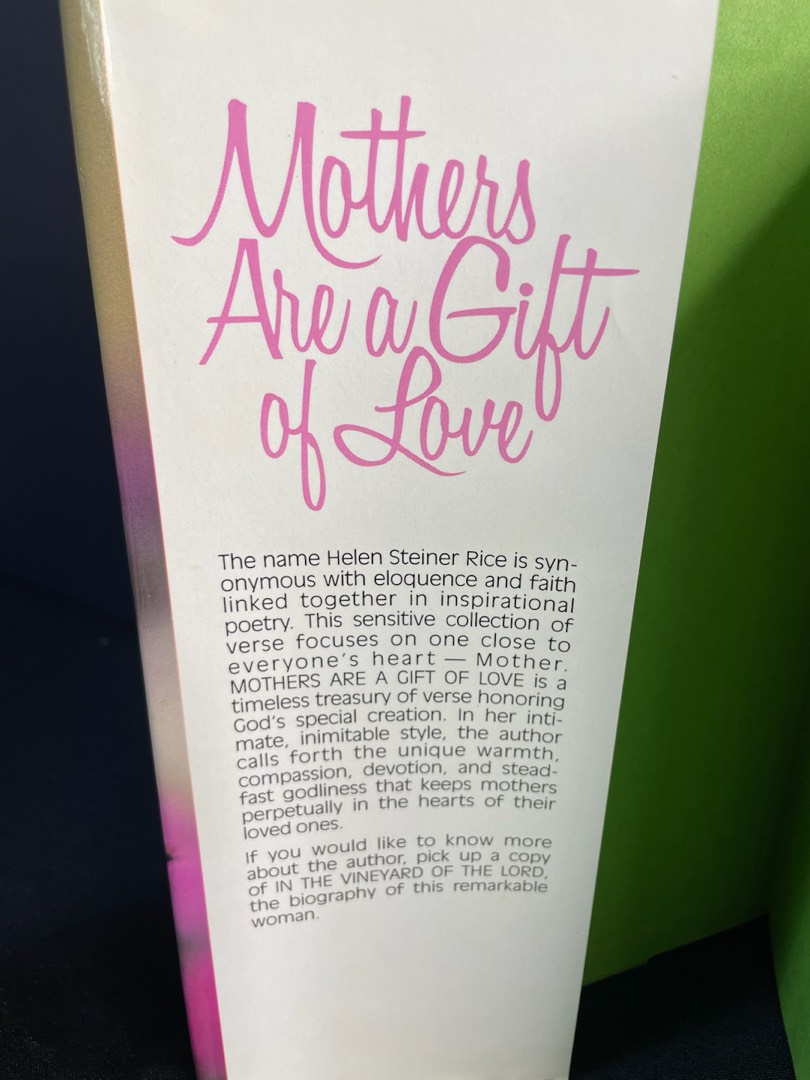 Mothers
Are a Gift
of Love
The name Helen Steiner Rice is syn-
onymous with eloquence and faith
linked together in inspirational
poetry. This sensitive collection of
verse focuses on one close to
everyone's heart — Mother.
MOTHERS ARE A GIFT OF LOVE is a
timeless treasury of verse honoring
God's special creation. In her inti-
mate, inimitable style, the author
calls forth the unique warmth,
compassion, devotion, and stead-
fast godliness that keeps mothers
perpetually in the hearts of their
loved ones.
If you would like to know more
about the author, pick up a copy
of IN THE VINEYARD OF THE LORD,
the biography of this remarkable
woman.